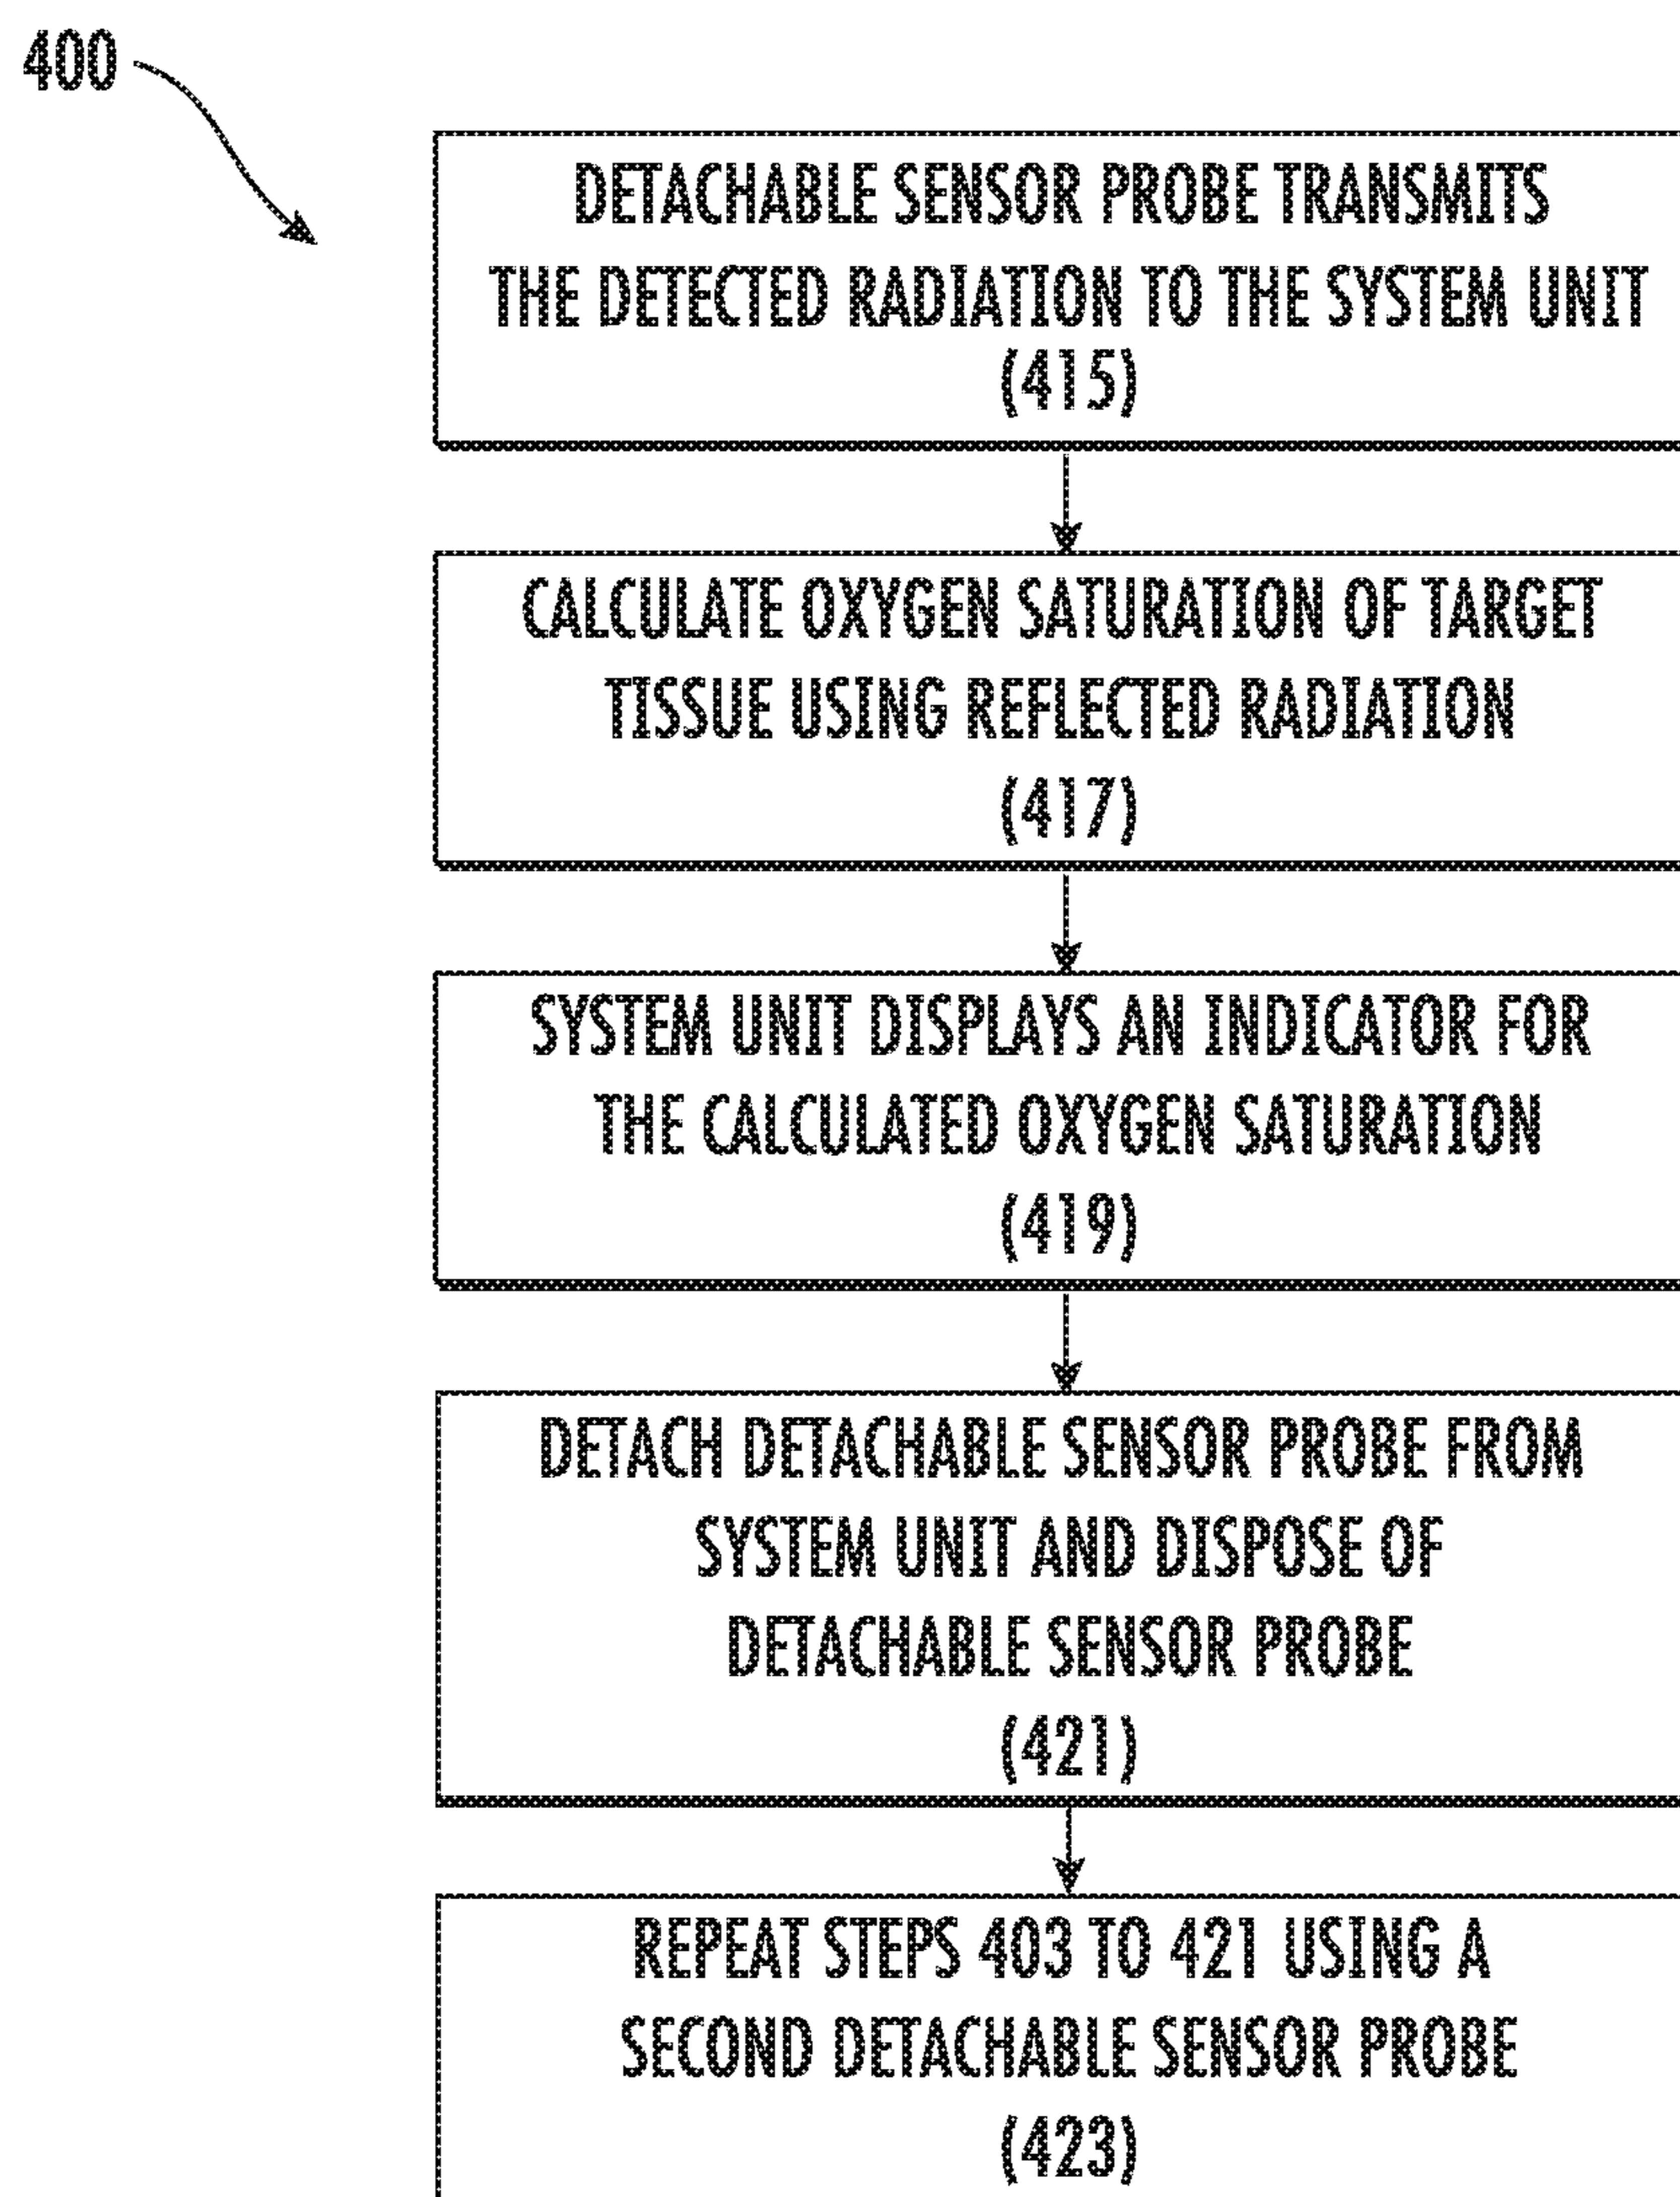 400
DETACHABLE SENSOR PROBE TRANSMITS
THE DETECTED RADIATION TO THE SYSTEM UNIT
(415)
CALCULATE OXYGEN SATURATION OF TARGET
TISSUE USING REFLECTED RADIATION
(417)
SYSTEM UNIT DISPLAYS AN INDICATOR FOR
THE CALCULATED OXYGEN SATURATION
(419)
DETACH DETACHABLE SENSOR PROBE FROM
SYSTEM UNIT AND DISPOSE OF
DETACHABLE SENSOR PROBE
(421)
REPEAT STEPS 403 TO 421 USING A
SECOND DETACHABLE SENSOR PROBE
(423)